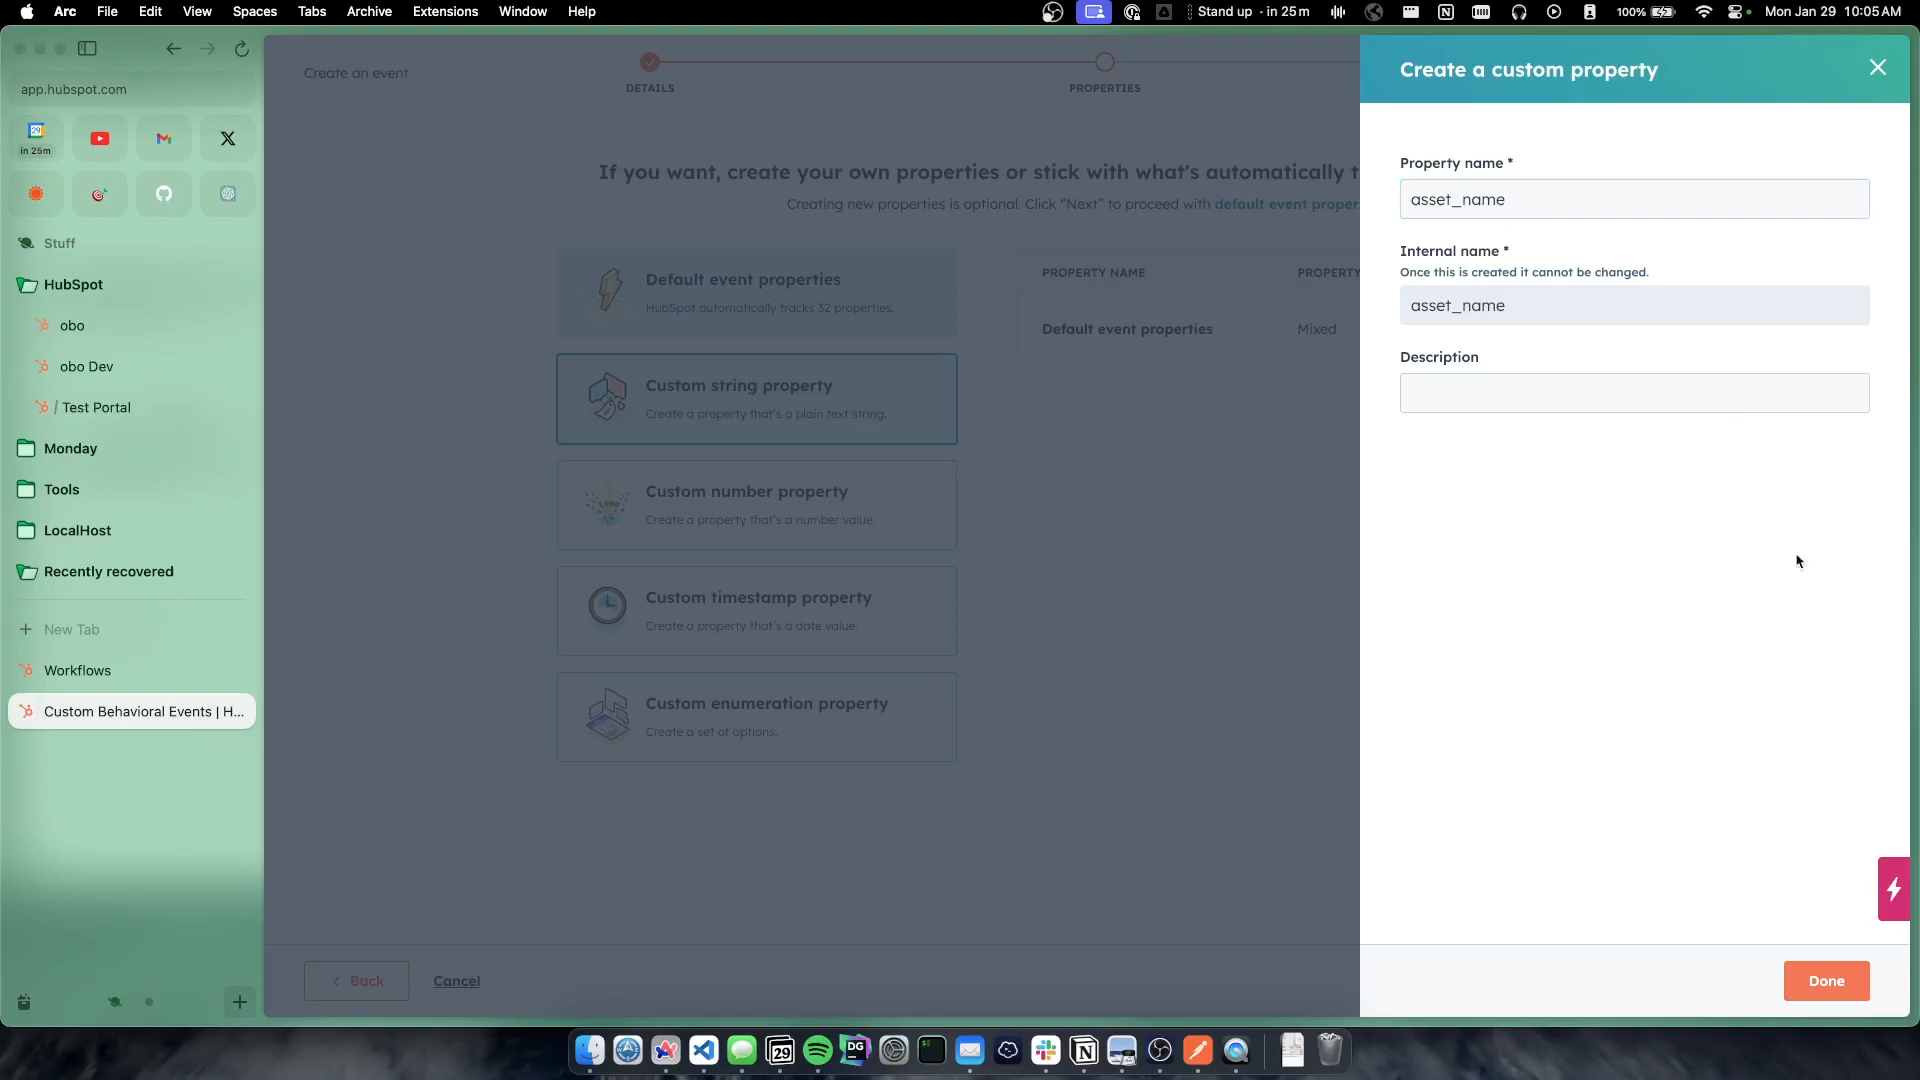 Arc File Edit View Spaces Tabs Archive Extensions Window Help Stand up · in 25m 100% Mon Jan 29 10:05 AM
app.hubspot.com
29
in 25m
Stuff
HubSpot
obo
obo Dev
/ Test Portal
Monday
Tools
LocalHost
Recently recovered
+ New Tab
Workflows
Custom Behavioral Events | H...
Create an event
DETAILS
PROPERTIES
If you want, create your own properties or stick with what's automatically t
Creating new properties is optional. Click “Next” to proceed with default event proper
Default event properties
HubSpot automatically tracks 32 properties.
Custom string property
Create a property that's a plain text string.
Custom number property
Create a property that's a number value.
Custom timestamp property
Create a property that's a date value.
Custom enumeration property
Create a set of options.
PROPERTY NAME PROPERTY
Default event properties Mixed
Back Cancel
Create a custom property
Property name *
asset_name
Internal name *
Once this is created it cannot be changed.
asset_name
Description
Done
29
DG